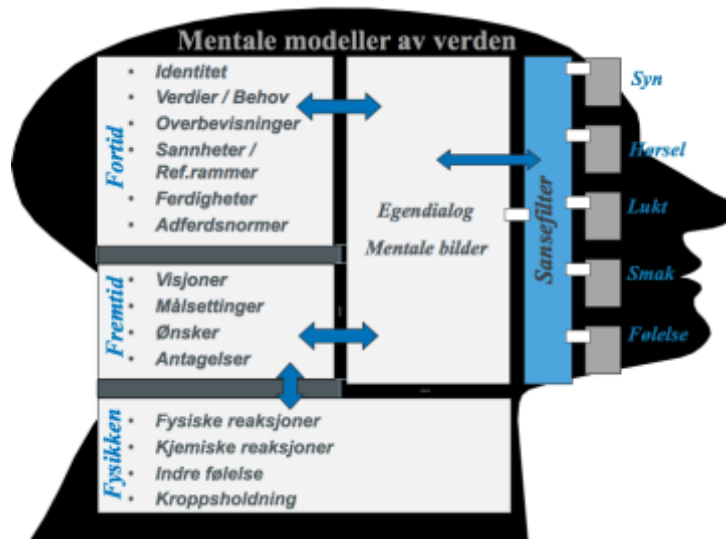 Mentale modeller av verden
Fortid
• Identitet
• Verdier / Behov
• Overbevisninger
• Sannheter /
Ref.rammer
• Ferdigheter
• Adferdsnormer
Fremtid
• Visjoner
• Målsettinger
• Ønsker
• Antagelser
Fysikken
• Fysiske reaksjoner
• Kjemiske reaksjoner
• Indre følelse
• Kroppsholdning
Egendialog
Mentale bilder
Sansefilter
Syn
Hørsel
Lukt
Smak
Følelse